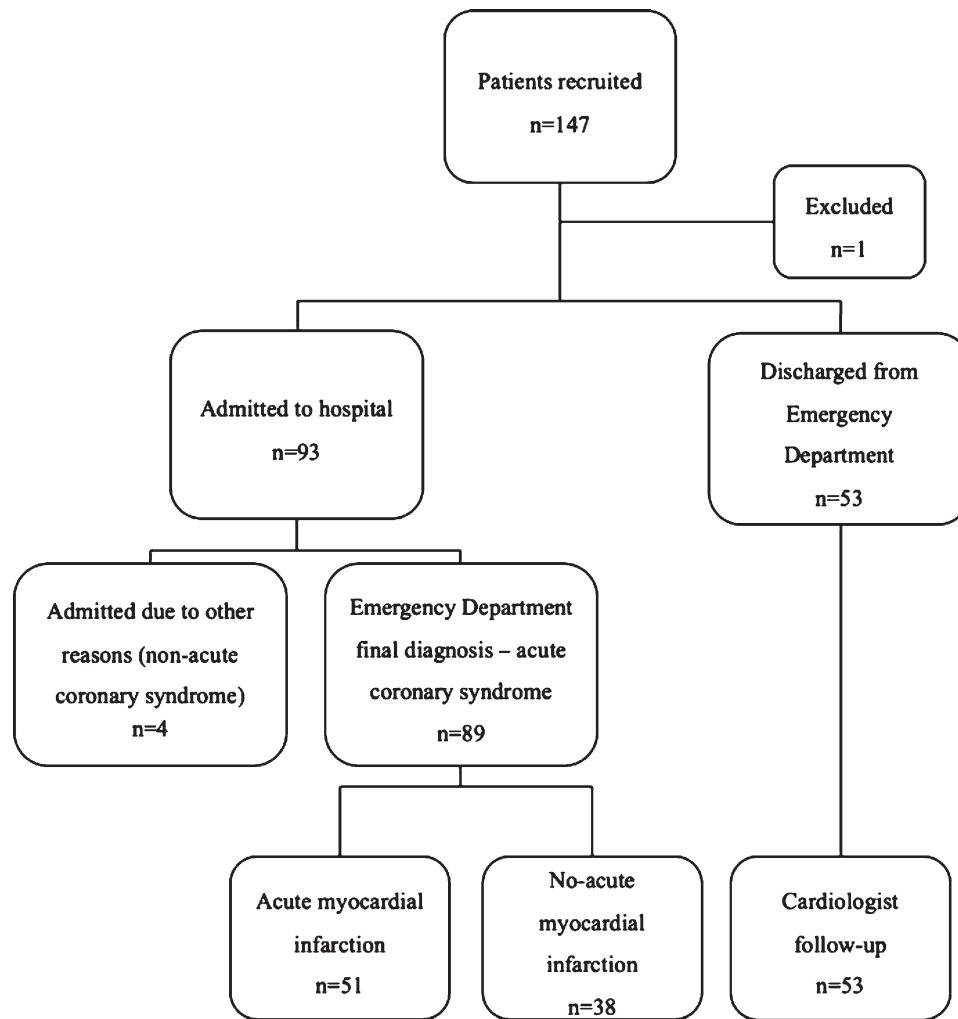 Patients recruited
n=147
Excluded
n=1
Admitted to hospital
n=93
Discharged from
Emergency
Department
n=53
Admitted due to other
reasons (non-acute
coronary syndrome)
n=4
Emergency Department
final diagnosis – acute
coronary syndrome
n=89
Acute myocardial
infarction
n=51
No-acute
myocardial
infarction
n=38
Cardiologist
follow-up
n=53